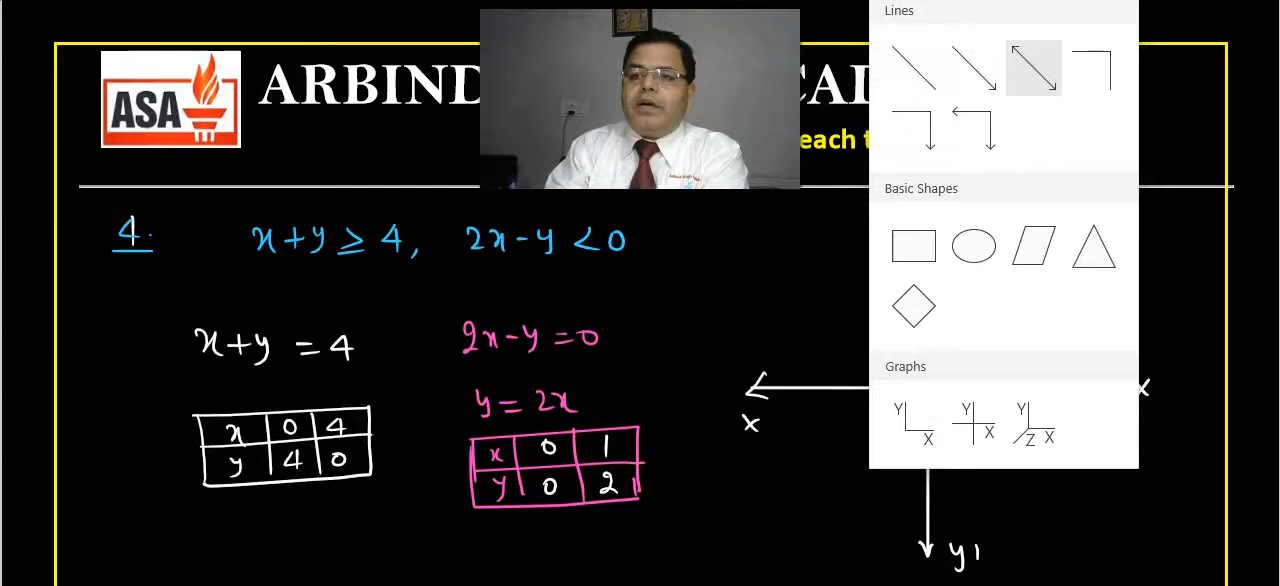 Lines
ASA
ARBIND
CAD
each t
Basic Shapes
4. x+y ≥ 4, 2x-y < 0
x+y = 4
2x-y = 0
y = 2x
Graphs
x 0 4
y 4 0
x 0 1
y 0 2
Y X Y X Y Z X
x
x
y1